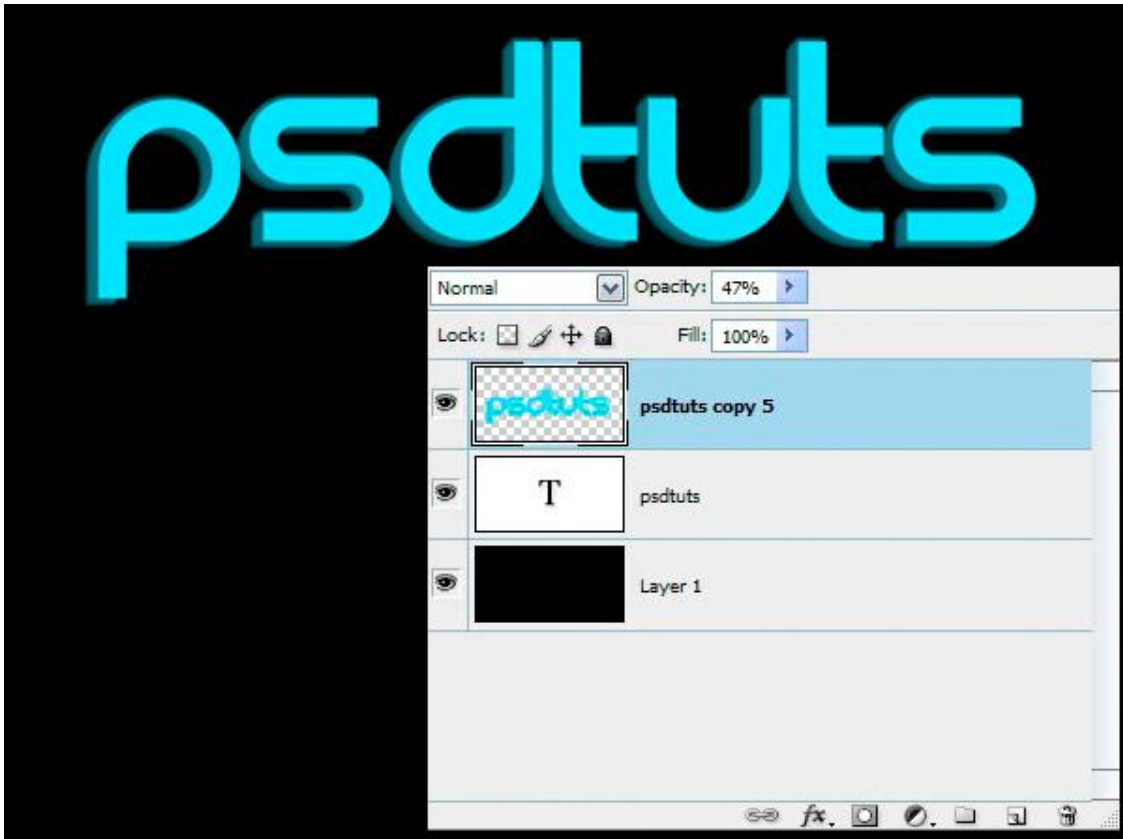 psdtuts
Normal Opacity: 47%
Lock: Fill: 100%
psdtuts psdtuts copy 5
T psdtuts
Layer 1
fx.